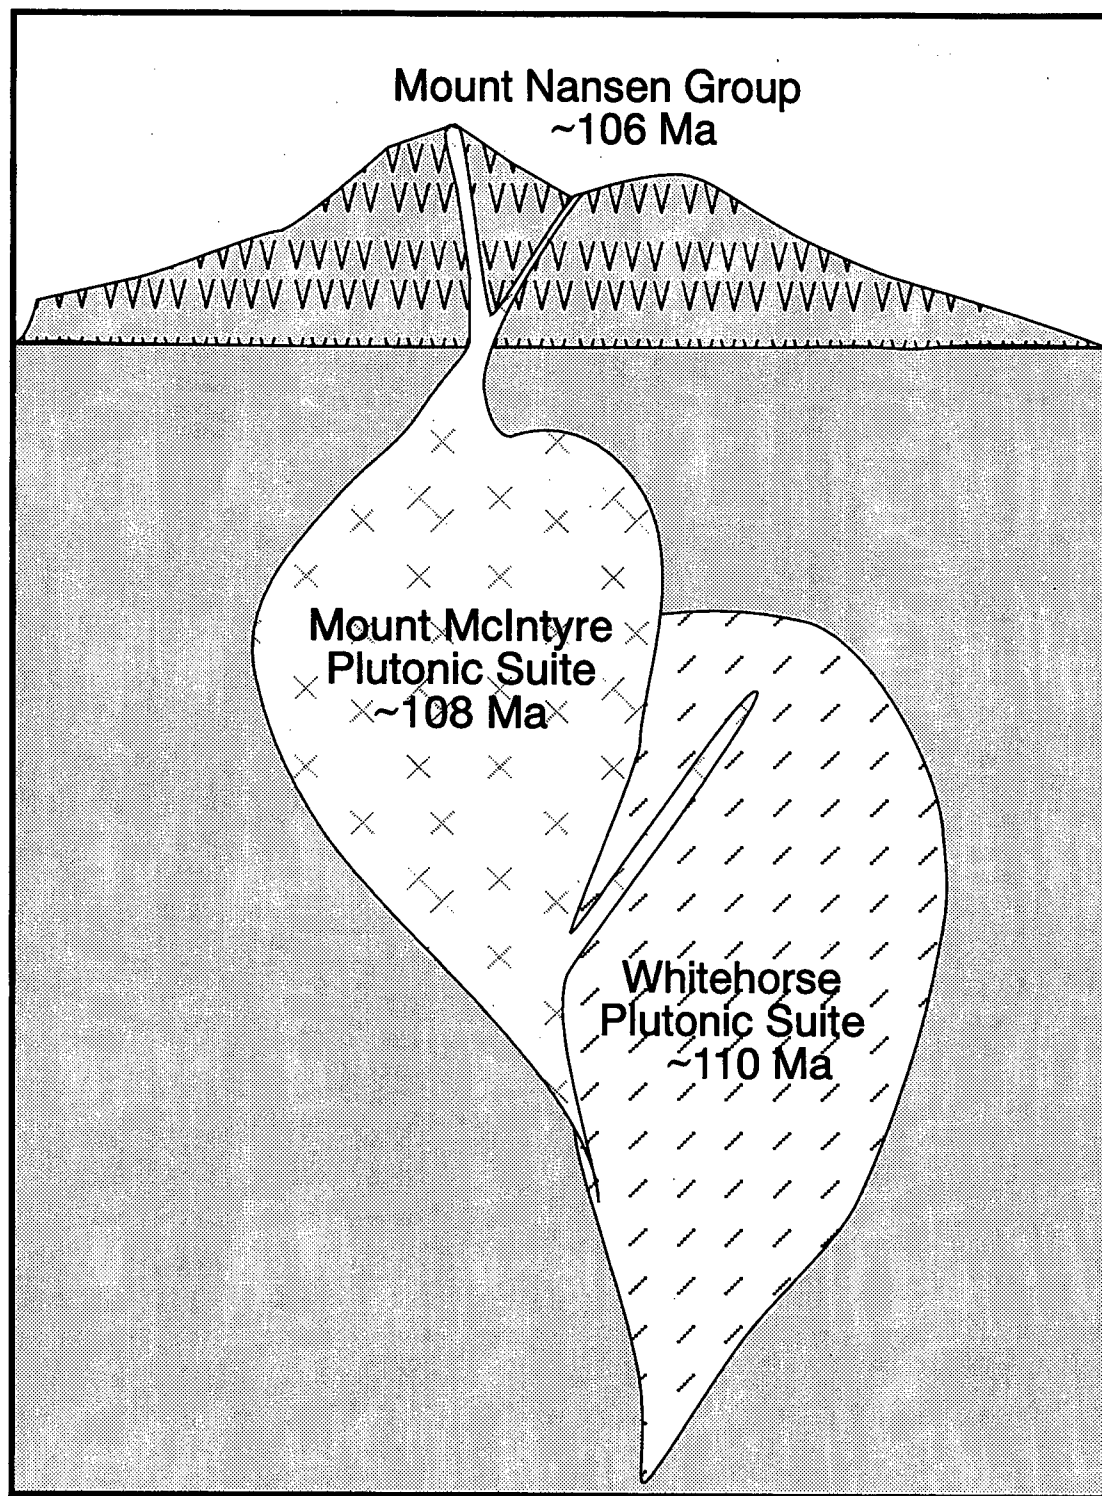 Mount Nansen Group
~106 Ma
Mount McIntyre
Plutonic Suite
~108 Ma
Whitehorse
Plutonic Suite
~110 Ma